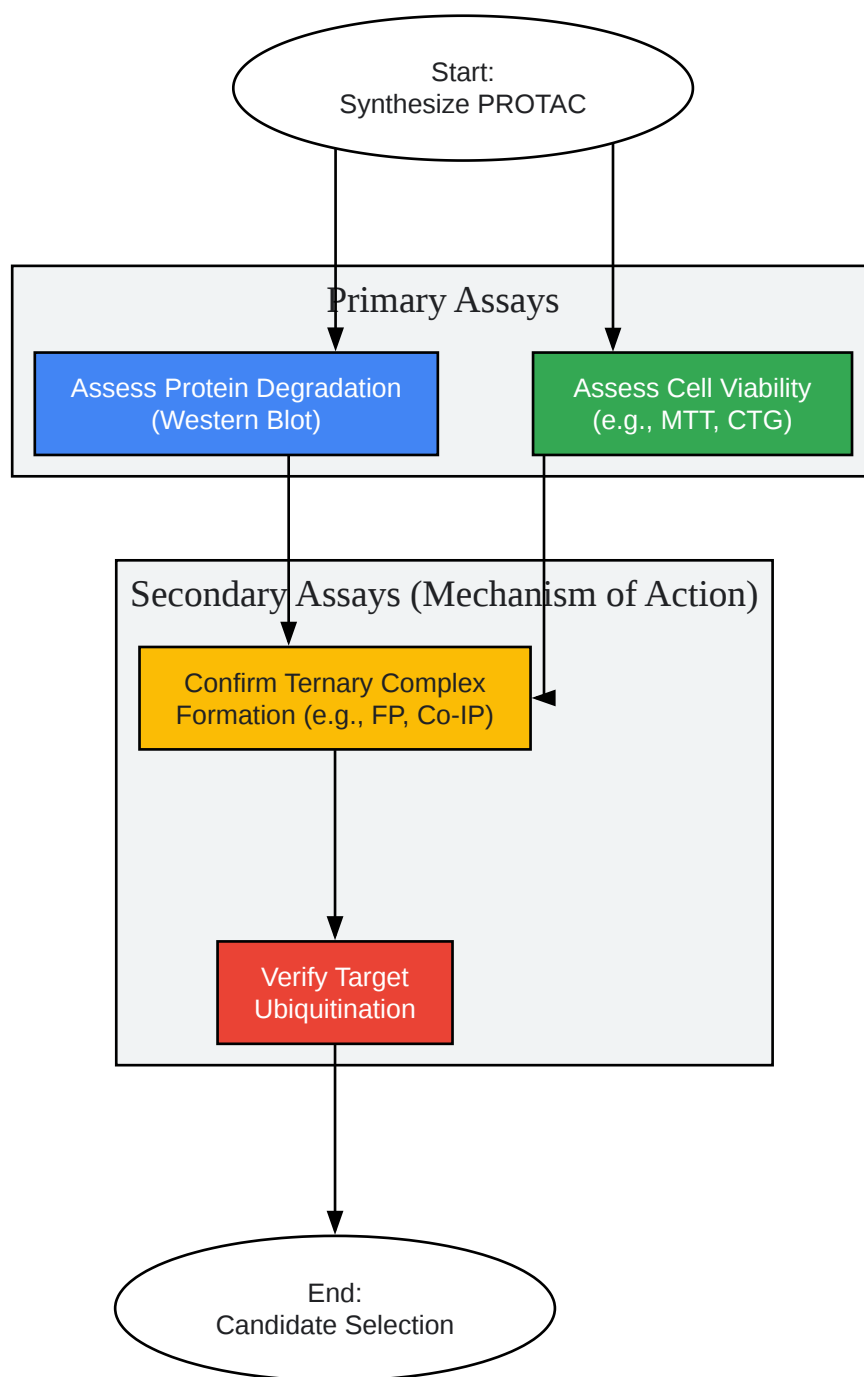 Start:
Synthesize PROTAC
Primary Assays
Assess Protein Degradation
(Western Blot)
Assess Cell Viability
(e.g., MTT, CTG)
Secondary Assays (Mechanism of Action)
Confirm Ternary Complex
Formation (e.g., FP, Co-IP)
Verify Target
Ubiquitination
End:
Candidate Selection